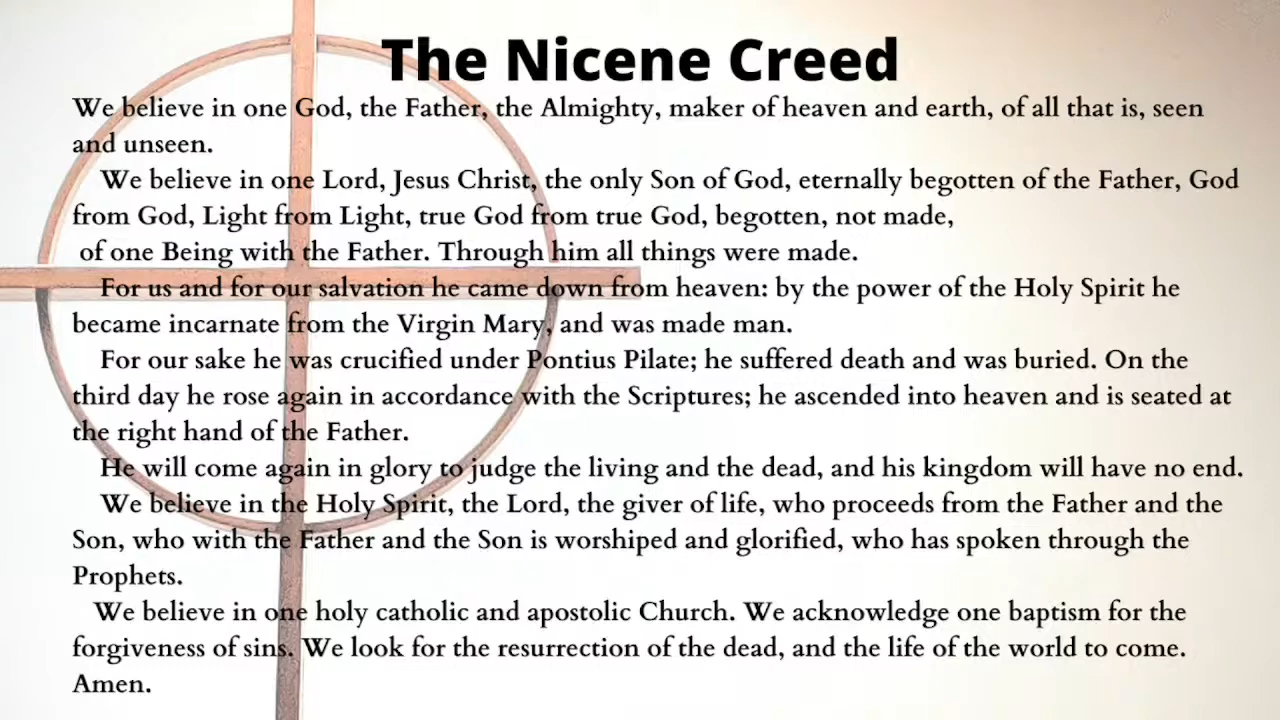 The Nicene Creed
We believe in one God, the Father, the Almighty, maker of heaven and earth, of all that is, seen
and unseen.
We believe in one Lord, Jesus Christ, the only Son of God, eternally begotten of the Father, God
from God, Light from Light, true God from true God, begotten, not made,
of one Being with the Father. Through him all things were made.
For us and for our salvation he came down from heaven: by the power of the Holy Spirit he
became incarnate from the Virgin Mary, and was made man.
For our sake he was crucified under Pontius Pilate; he suffered death and was buried. On the
third day he rose again in accordance with the Scriptures; he ascended into heaven and is seated at
the right hand of the Father.
He will come again in glory to judge the living and the dead, and his kingdom will have no end.
We believe in the Holy Spirit, the Lord, the giver of life, who proceeds from the Father and the
Son, who with the Father and the Son is worshiped and glorified, who has spoken through the
Prophets.
We believe in one holy catholic and apostolic Church. We acknowledge one baptism for the
forgiveness of sins. We look for the resurrection of the dead, and the life of the world to come.
Amen.